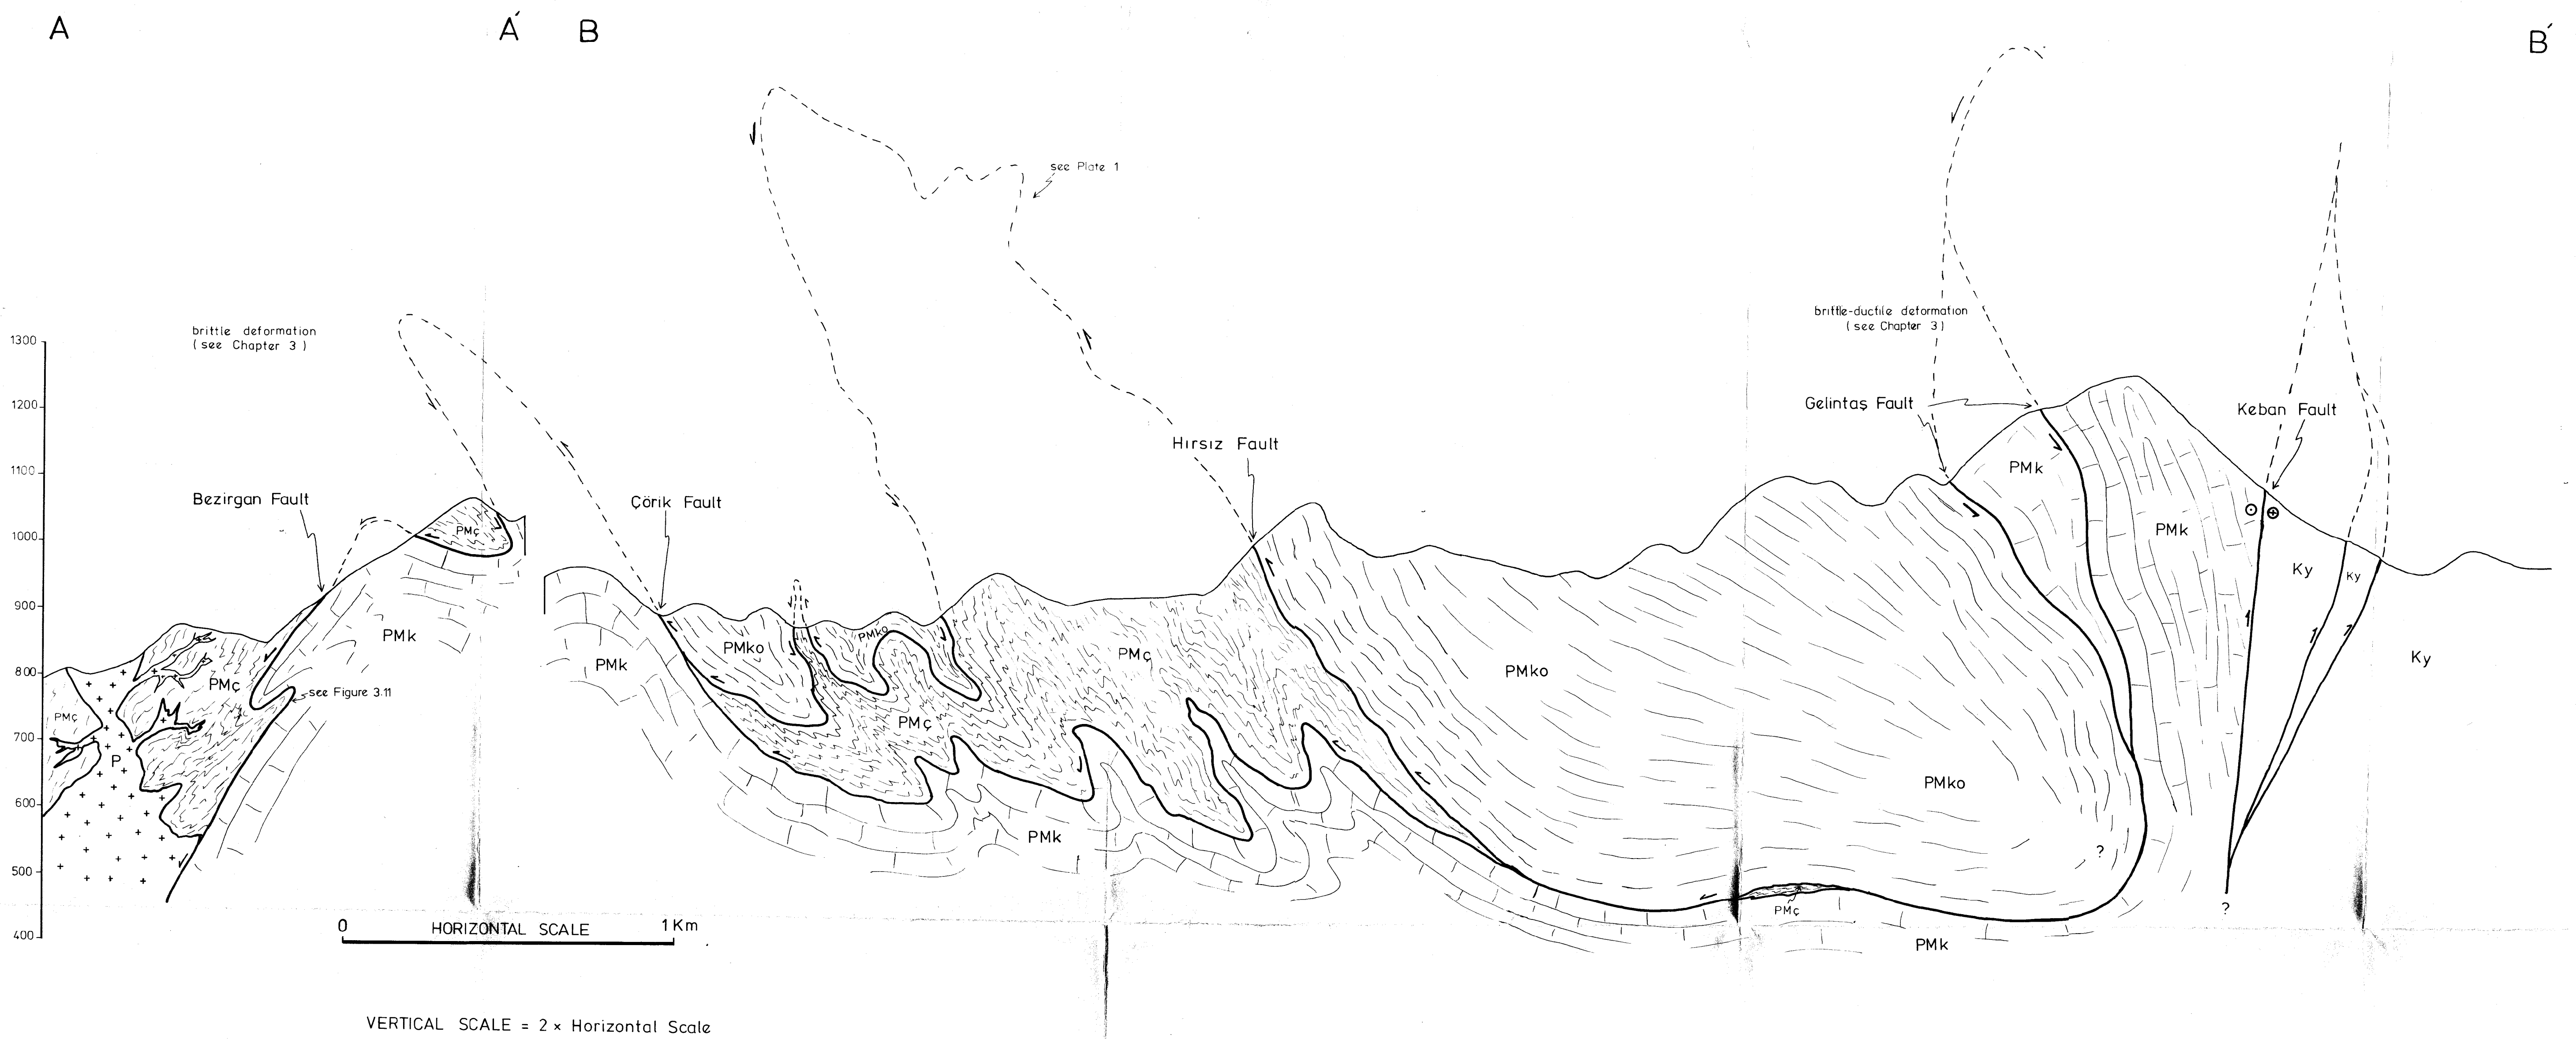 A A′ B B′
see Plate 1
brittle deformation
( see Chapter 3 )
brittle-ductile deformation
( see Chapter 3 )
1300
1200
1100
1000
900
800
700
600
500
400
Bezirgan Fault
Çörik Fault
Hırsız Fault
Gelintaş Fault
Keban Fault
PMç
PMk
PMç
see Figure 3.11
PMç
P
PMk
PMko
PMko
PMç
PMç
PMk
PMko
PMko
PMk
PMk
Ky
Ky
Ky
?
?
PMç
PMk
0 HORIZONTAL SCALE 1 Km
VERTICAL SCALE = 2 × Horizontal Scale